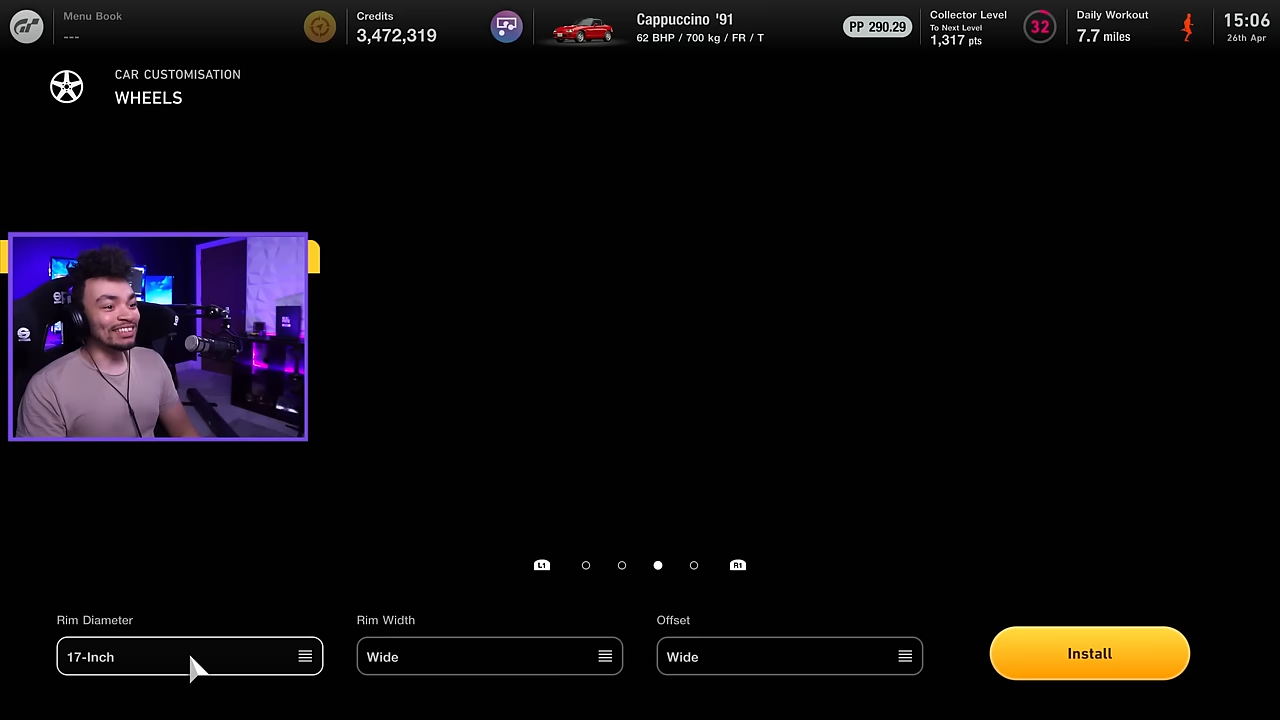 Menu Book
---
Credits
3,472,319
Cappuccino '91
62 BHP / 700 kg / FR / T
PP 290.29
Collector Level
To Next Level
1,317 pts
32
Daily Workout
7.7 miles
15:06
26th Apr
CAR CUSTOMISATION
WHEELS
L1
R1
Rim Diameter
17-Inch
Rim Width
Wide
Offset
Wide
Install